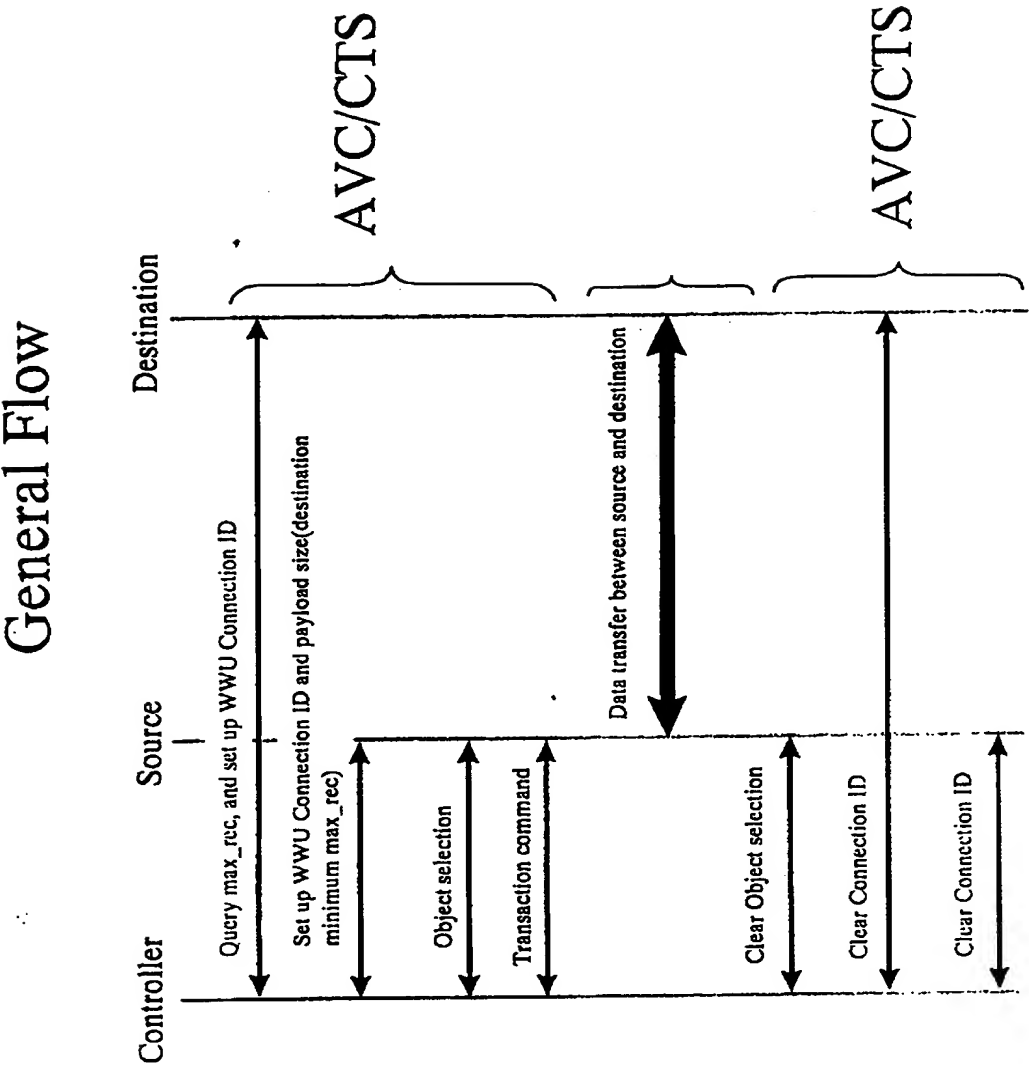 General Flow
Controller
Source
Destination
Query max_rec, and set up WWU Connection ID
Set up WWU Connection ID and payload size(destination
minimum max_rec)
Object selection
Transaction command
AVC/CTS
Data transfer between source and destination
Clear Object selection
Clear Connection ID
Clear Connection ID
AVC/CTS